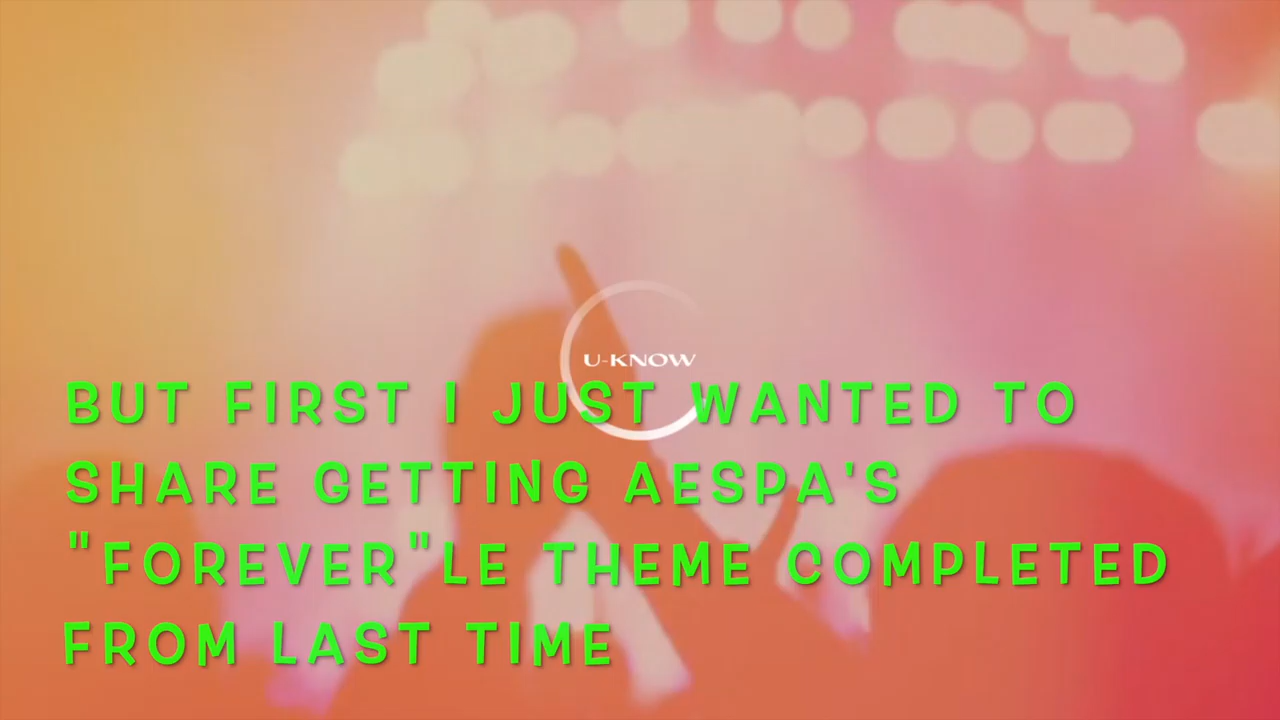 U-KNOW
BUT FIRST I JUST WANTED TO
SHARE GETTING AESPA'S
"FOREVER"LE THEME COMPLETED
FROM LAST TIME